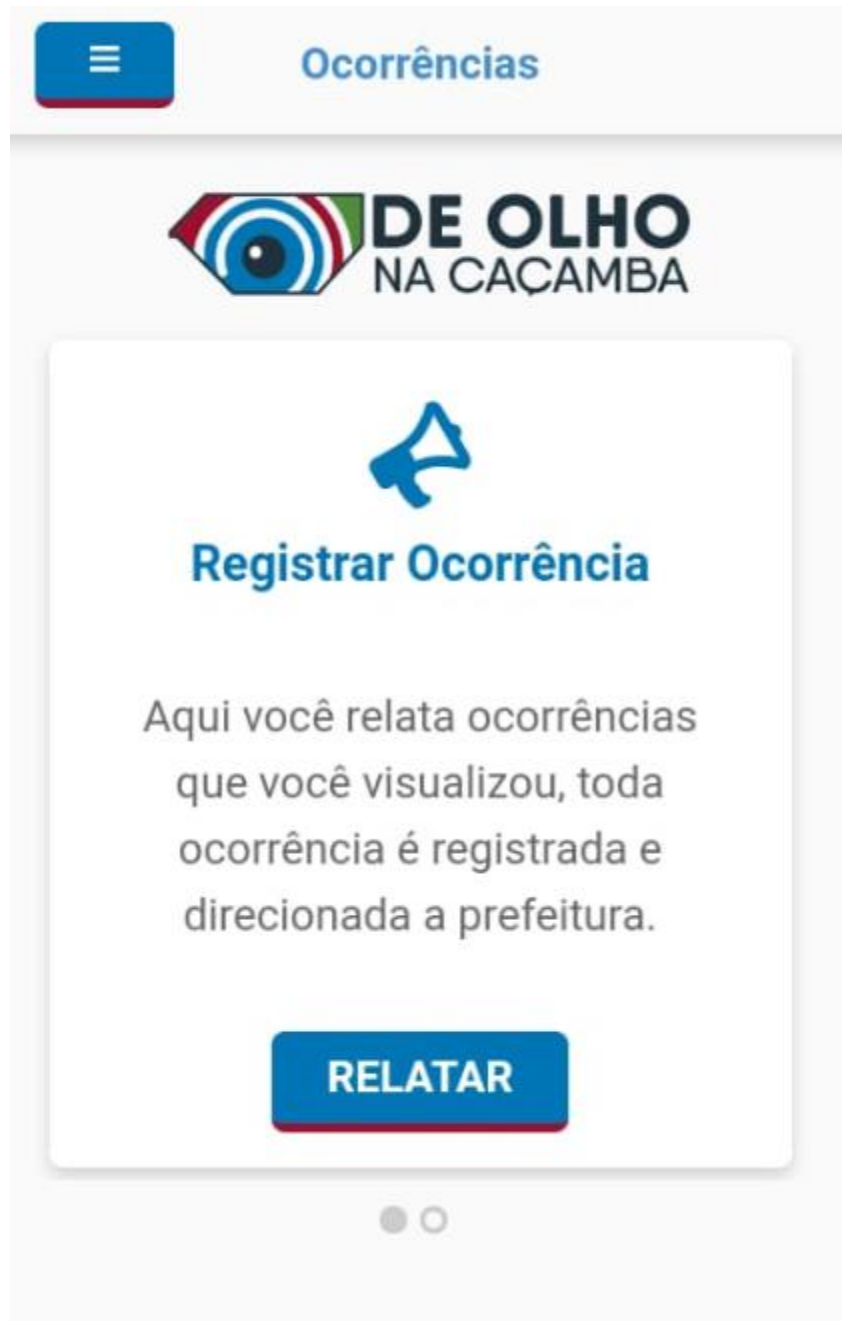 Ocorrências
DE OLHO
NA CAÇAMBA
Registrar Ocorrência
Aqui você relata ocorrências
que você visualizou, toda
ocorrência é registrada e
direcionada a prefeitura.
RELATAR